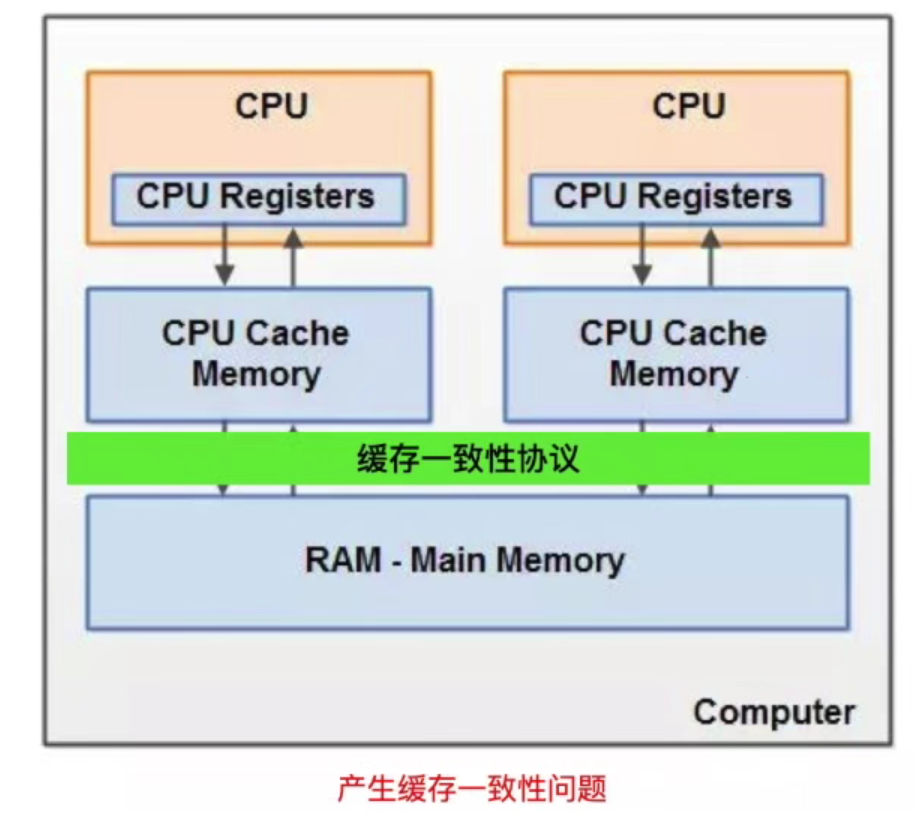 CPU
CPU
CPU Registers
CPU Registers
CPU Cache
Memory
CPU Cache
Memory
缓存一致性协议
RAM - Main Memory
Computer
产生缓存一致性问题